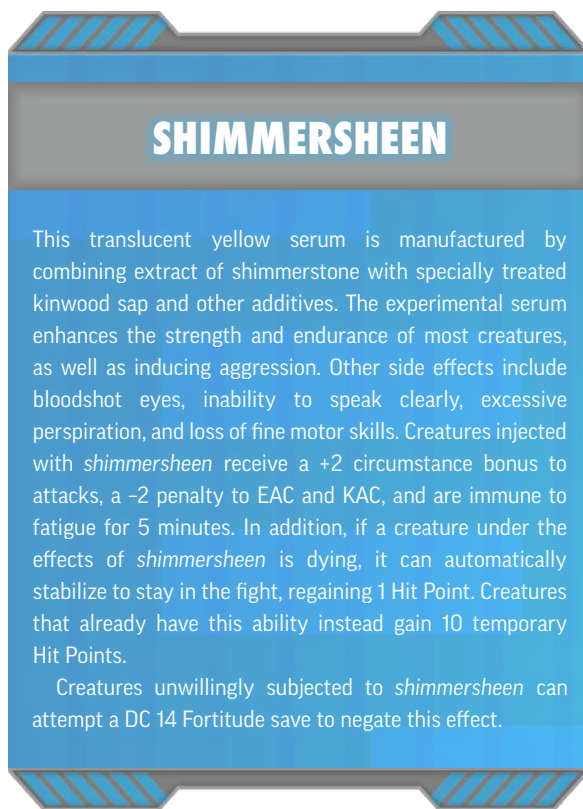 SHIMMERSHEEN
This translucent yellow serum is manufactured by
combining extract of shimmerstone with specially treated
kinwood sap and other additives. The experimental serum
enhances the strength and endurance of most creatures,
as well as inducing aggression. Other side effects include
bloodshot eyes, inability to speak clearly, excessive
perspiration, and loss of fine motor skills. Creatures injected
with shimmersheen receive a +2 circumstance bonus to
attacks, a –2 penalty to EAC and KAC, and are immune to
fatigue for 5 minutes. In addition, if a creature under the
effects of shimmersheen is dying, it can automatically
stabilize to stay in the fight, regaining 1 Hit Point. Creatures
that already have this ability instead gain 10 temporary
Hit Points.
Creatures unwillingly subjected to shimmersheen can
attempt a DC 14 Fortitude save to negate this effect.